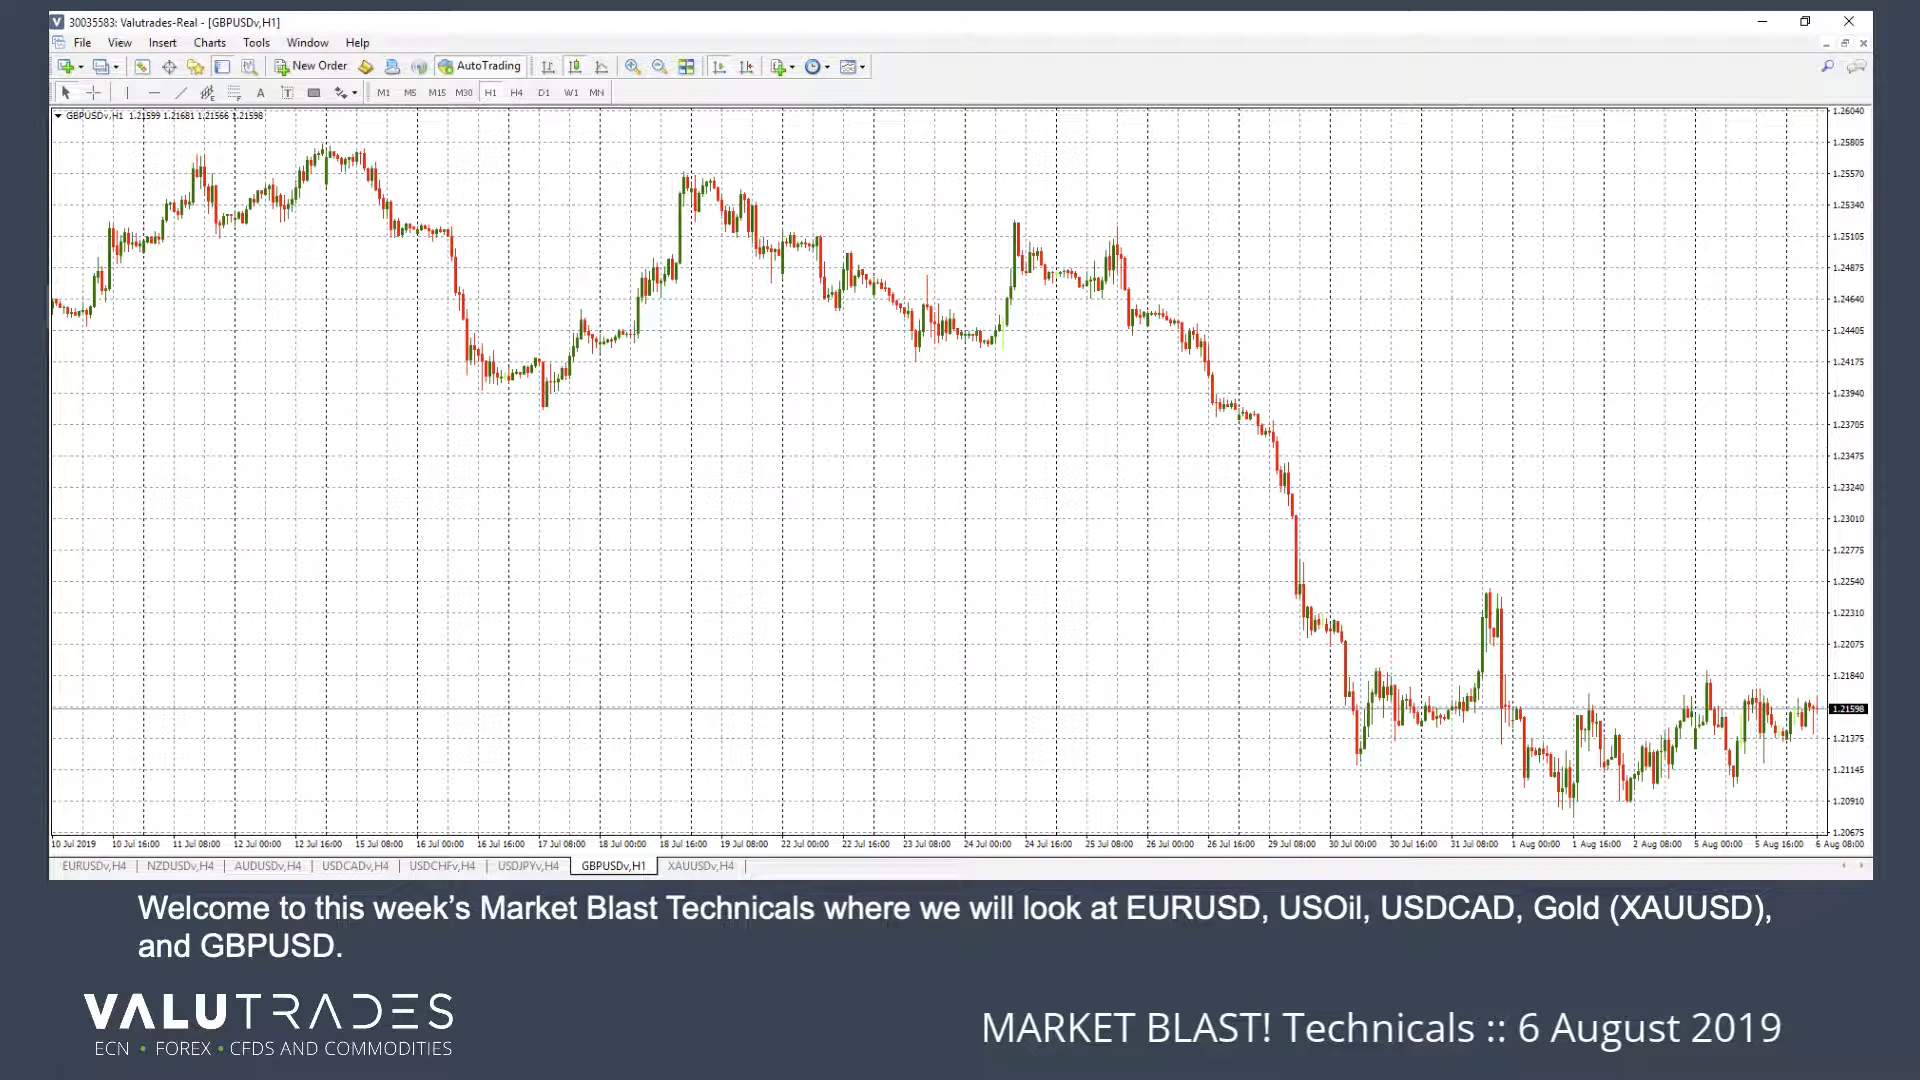 30035583: Valutrades-Real - [GBPUSDv,H1]
File View Insert Charts Tools Window Help
New Order AutoTrading
A T M1 M5 M15 M30 H1 H4 D1 W1 MN
GBPUSDv,H1 1.21599 1.21681 1.21566 1.21598
1.26040
1.25805
1.25570
1.25340
1.25105
1.24875
1.24640
1.24405
1.24175
1.23940
1.23705
1.23475
1.23240
1.23010
1.22775
1.22540
1.22310
1.22075
1.21840
1.21598
1.21375
1.21145
1.20910
1.20675
10 Jul 2019 10 Jul 16:00 11 Jul 08:00 12 Jul 00:00 12 Jul 16:00 15 Jul 08:00 16 Jul 00:00 16 Jul 16:00 17 Jul 08:00 18 Jul 00:00 18 Jul 16:00 19 Jul 08:00 22 Jul 00:00 22 Jul 16:00 23 Jul 08:00 24 Jul 00:00 24 Jul 16:00 25 Jul 08:00 26 Jul 00:00 26 Jul 16:00 29 Jul 08:00 30 Jul 00:00 30 Jul 16:00 31 Jul 08:00 1 Aug 00:00 1 Aug 16:00 2 Aug 08:00 5 Aug 00:00 5 Aug 16:00 6 Aug 08:00
EURUSDv,H4 NZDUSDv,H4 AUDUSDv,H4 USDCADv,H4 USDCHFv,H4 USDJPYv,H4 GBPUSDv,H1 XAUUSDv,H4
Welcome to this week’s Market Blast Technicals where we will look at EURUSD, USOil, USDCAD, Gold (XAUUSD),
and GBPUSD.
VALUTRADES
ECN • FOREX • CFDS AND COMMODITIES
MARKET BLAST! Technicals :: 6 August 2019